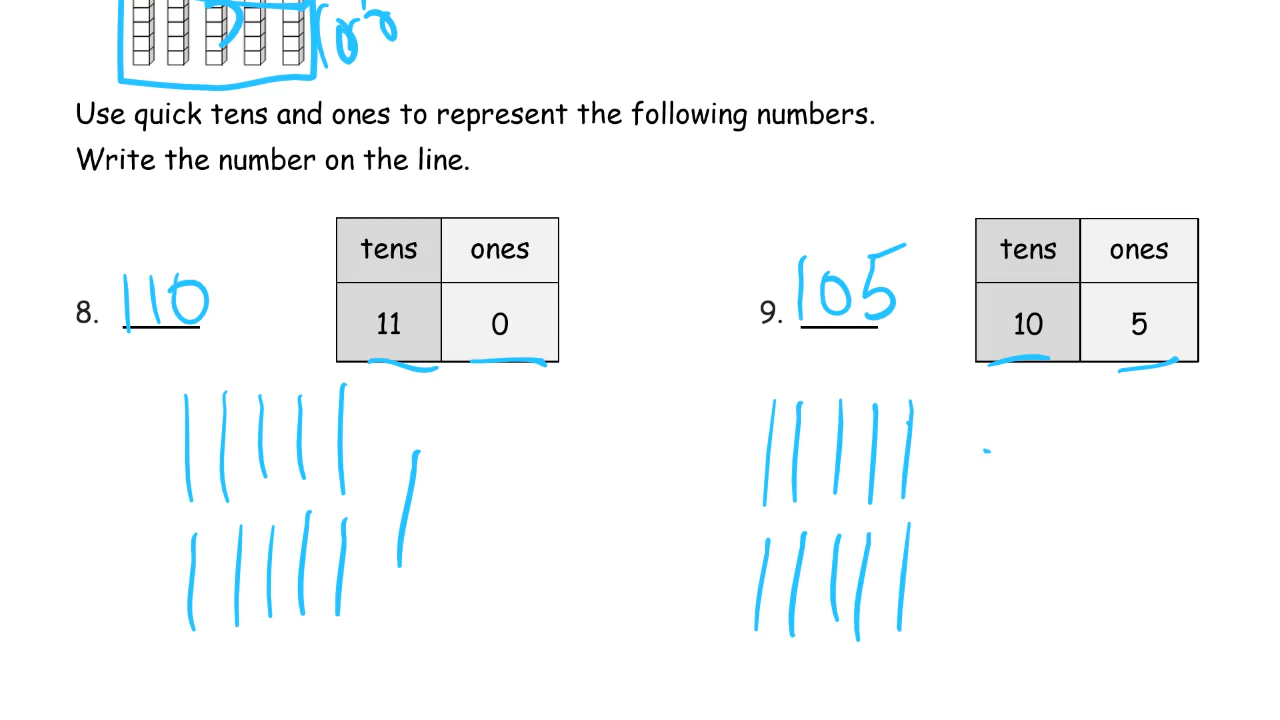 Use quick tens and ones to represent the following numbers.
Write the number on the line.
tens ones
8. 110
11 0
tens ones
9. 105
10 5